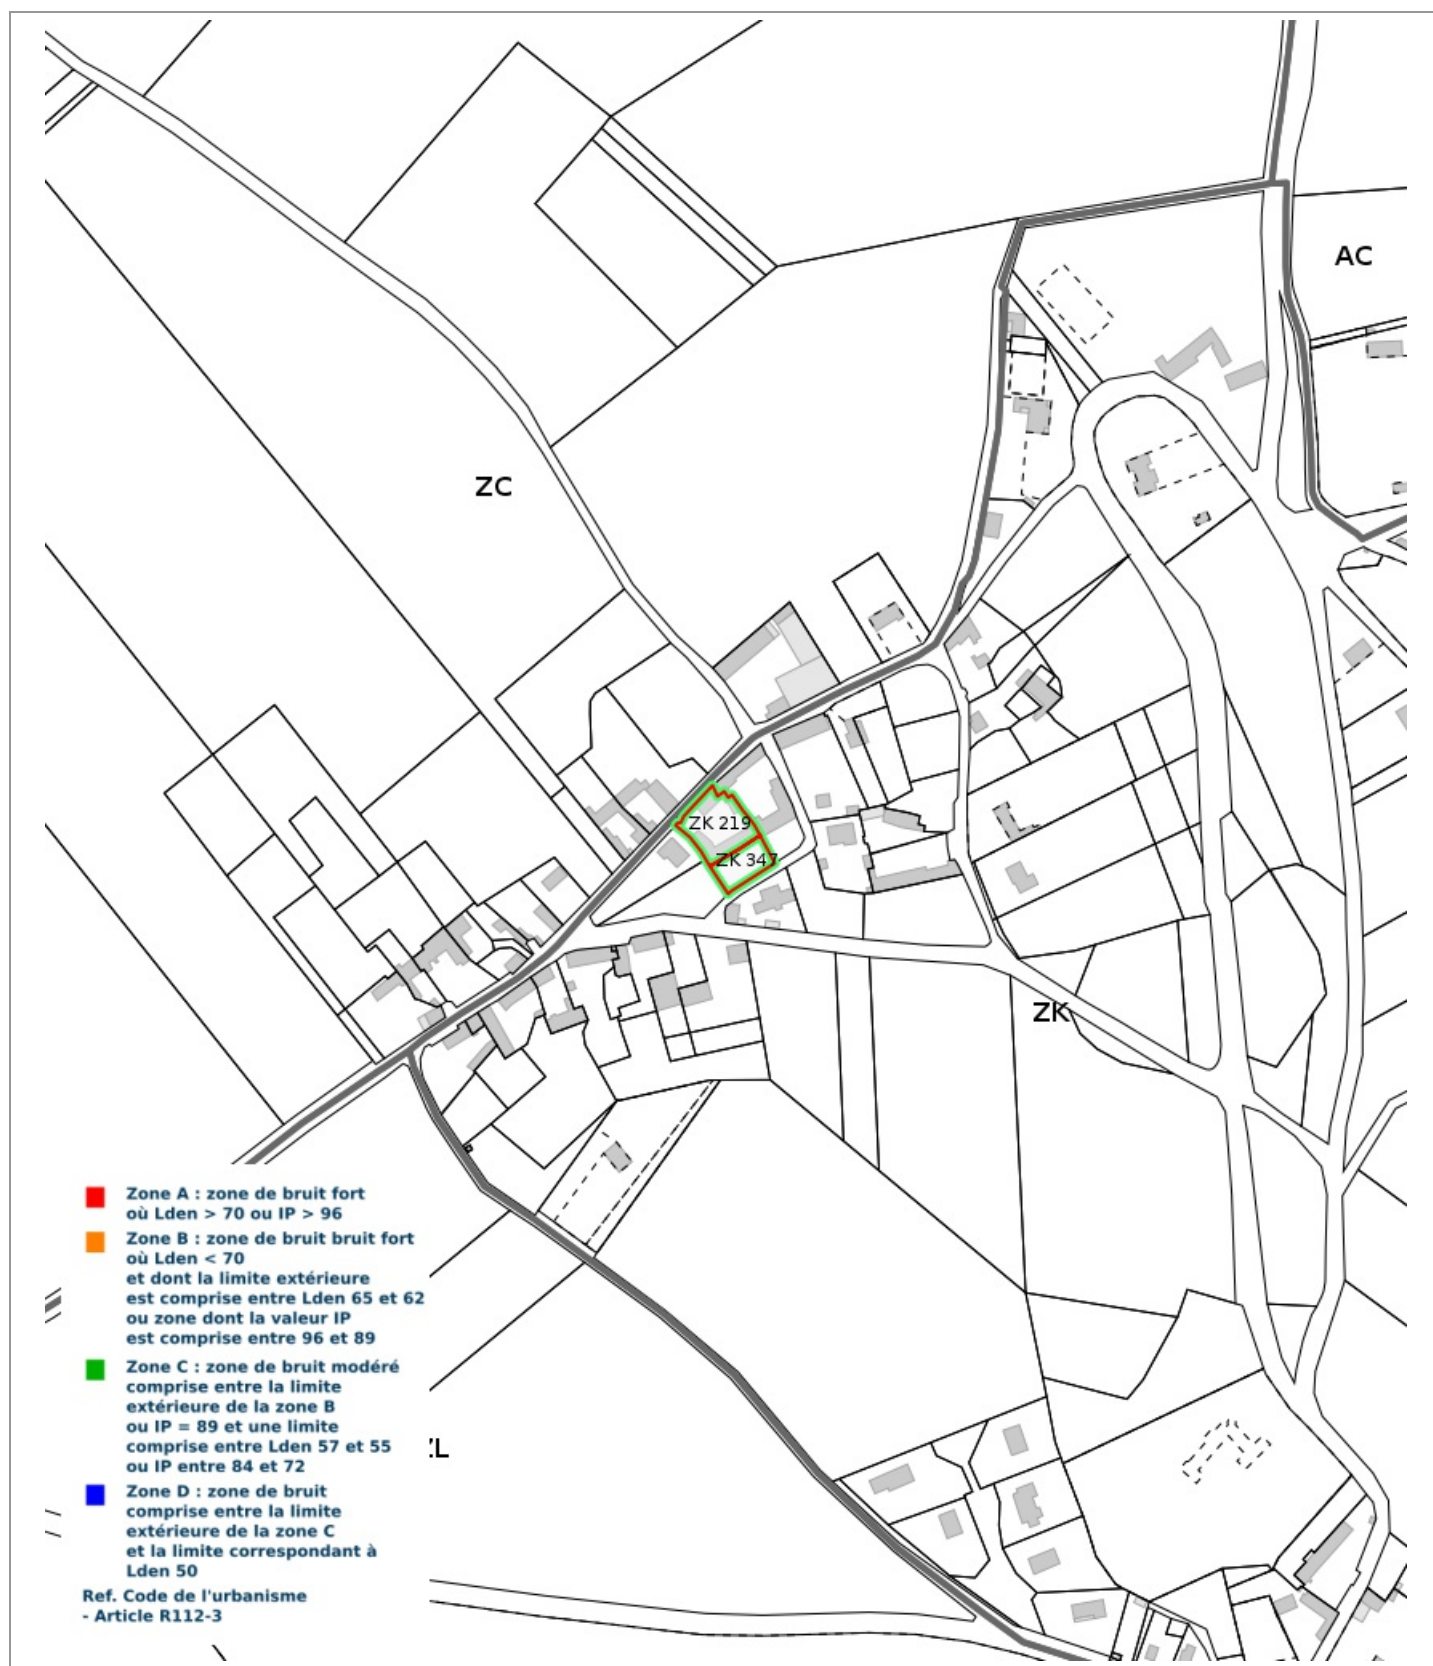 AC
ZC
ZK 219
ZK 347
ZK
Zone A : zone de bruit fort
où Lden > 70 ou IP > 96
Zone B : zone de bruit bruit fort
où Lden < 70
et dont la limite extérieure
est comprise entre Lden 65 et 62
ou zone dont la valeur IP
est comprise entre 96 et 89
Zone C : zone de bruit modéré
comprise entre la limite
extérieure de la zone B
ou IP = 89 et une limite
comprise entre Lden 57 et 55
ou IP entre 84 et 72
ZL
Zone D : zone de bruit
comprise entre la limite
extérieure de la zone C
et la limite correspondant à
Lden 50
Ref. Code de l'urbanisme
- Article R112-3